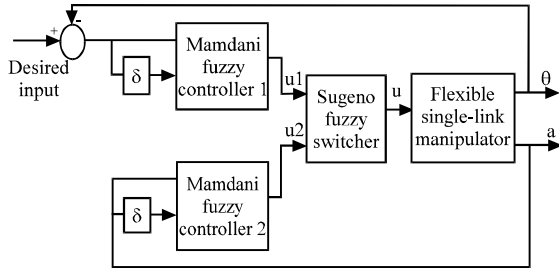 +
-
Desired
input
δ
Mamdani
fuzzy
controller 1
u1
u2
Sugeno
fuzzy
switcher
u
Flexible
single-link
manipulator
θ
a
δ
Mamdani
fuzzy
controller 2